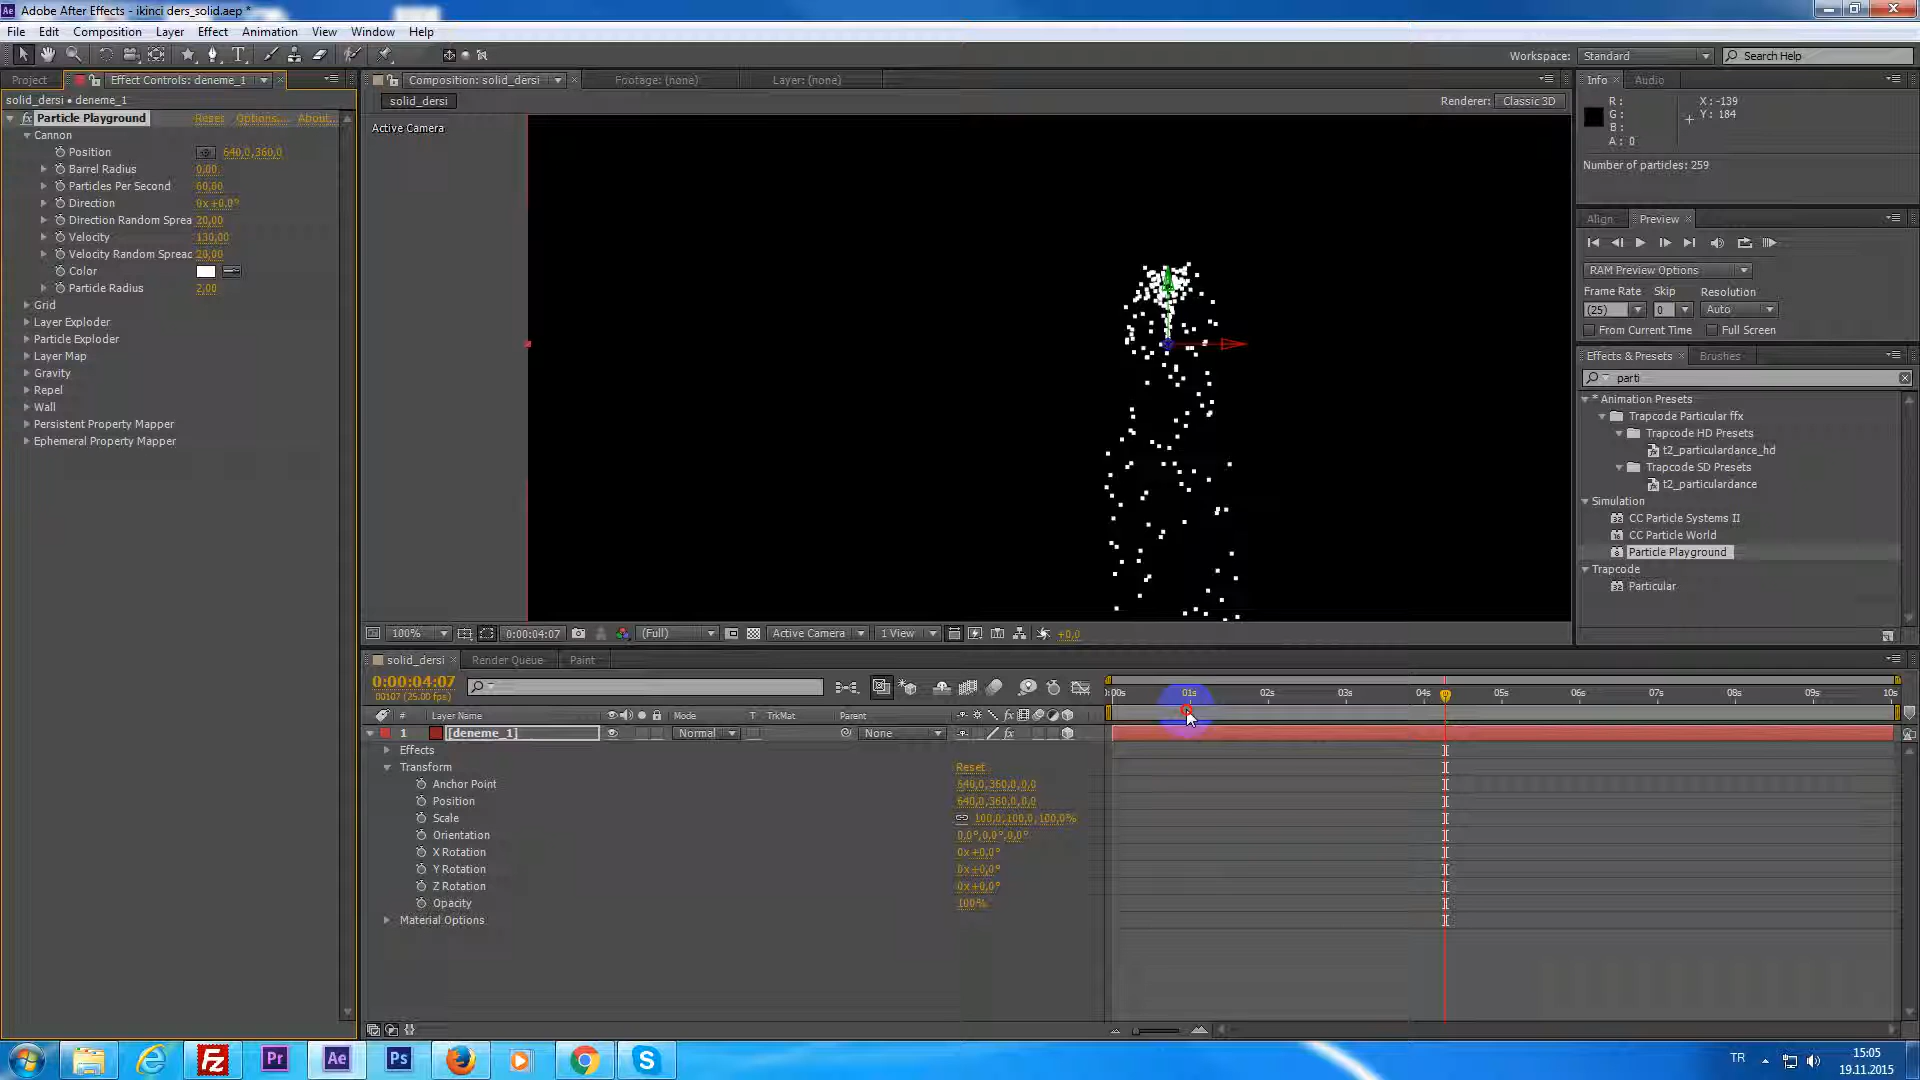 Adobe After Effects - ikinci ders_solid.aep *
File Edit Composition Layer Effect Animation View Window Help
Workspace: Standard Search Help
Project Effect Controls: deneme_1 Composition: solid_dersi Footage: (none) Layer: (none) Info Audio
solid_dersi • deneme_1 solid_dersi Renderer: Classic 3D
Active Camera
R: X: -139
G: Y: 184
B:
A: 0
Number of particles: 259
Particle Playground Reset Options... About...
Cannon
Position 640,0,360,0
Barrel Radius 0,00
Particles Per Second 60,00
Direction 0x+0,0°
Direction Random Sprea 20,00
Velocity 130,00
Velocity Random Spread 20,00
Color
Particle Radius 2,00
Grid
Layer Exploder
Particle Exploder
Layer Map
Gravity
Repel
Wall
Persistent Property Mapper
Ephemeral Property Mapper
Align Preview
RAM Preview Options
Frame Rate Skip Resolution
(25) 0 Auto
From Current Time Full Screen
Effects & Presets Brushes
parti
* Animation Presets
Trapcode Particular ffx
Trapcode HD Presets
t2_particulardance_hd
Trapcode SD Presets
t2_particulardance
Simulation
CC Particle Systems II
CC Particle World
Particle Playground
Trapcode
Particular
100% 0:00:04:07 (Full) Active Camera 1 View +0,0
solid_dersi Render Queue Paint
0:00:04:07
00107 (25.00 fps)
:00s 01s 02s 03s 04s 05s 06s 07s 08s 09s 10s
# Layer Name Mode T TrkMat Parent
1 [deneme_1] Normal None
Effects
Transform Reset
Anchor Point 640,0,360,0,0,0
Position 640,0,360,0,0,0
Scale 100,0,100,0,100,0%
Orientation 0,0°,0,0°,0,0°
X Rotation 0x+0,0°
Y Rotation 0x+0,0°
Z Rotation 0x+0,0°
Opacity 100%
Material Options
Fz Pr Ae Ps S
TR 15:05
19.11.2015